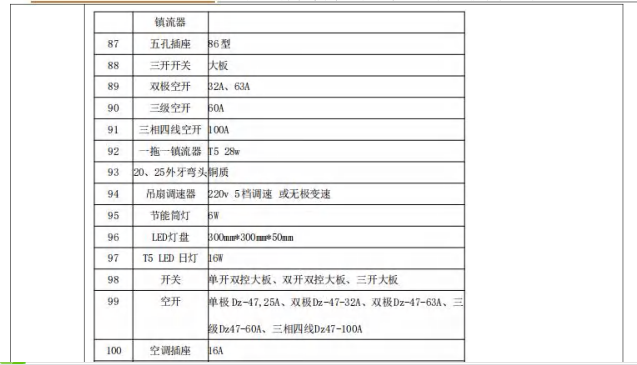 镇流器
87 五孔插座 86型
88 三开开关 大板
89 双极空开 32A、63A
90 三级空开 60A
91 三相四线空开 100A
92 一拖一镇流器 T5 28w
93 20、25外牙弯头 铜质
94 吊扇调速器 220v 5档调速 或无极变速
95 节能筒灯 6W
96 LED灯盘 300mm*300mm*50mm
97 T5 LED 日灯 16W
98 开关 单开双控大板、双开双控大板、三开大板
99 空开 单极 Dz-47,25A、双极Dz-47-32A、双极Dz-47-63A、三
级Dz47-60A、三相四线Dz47-100A
100 空调插座 16A